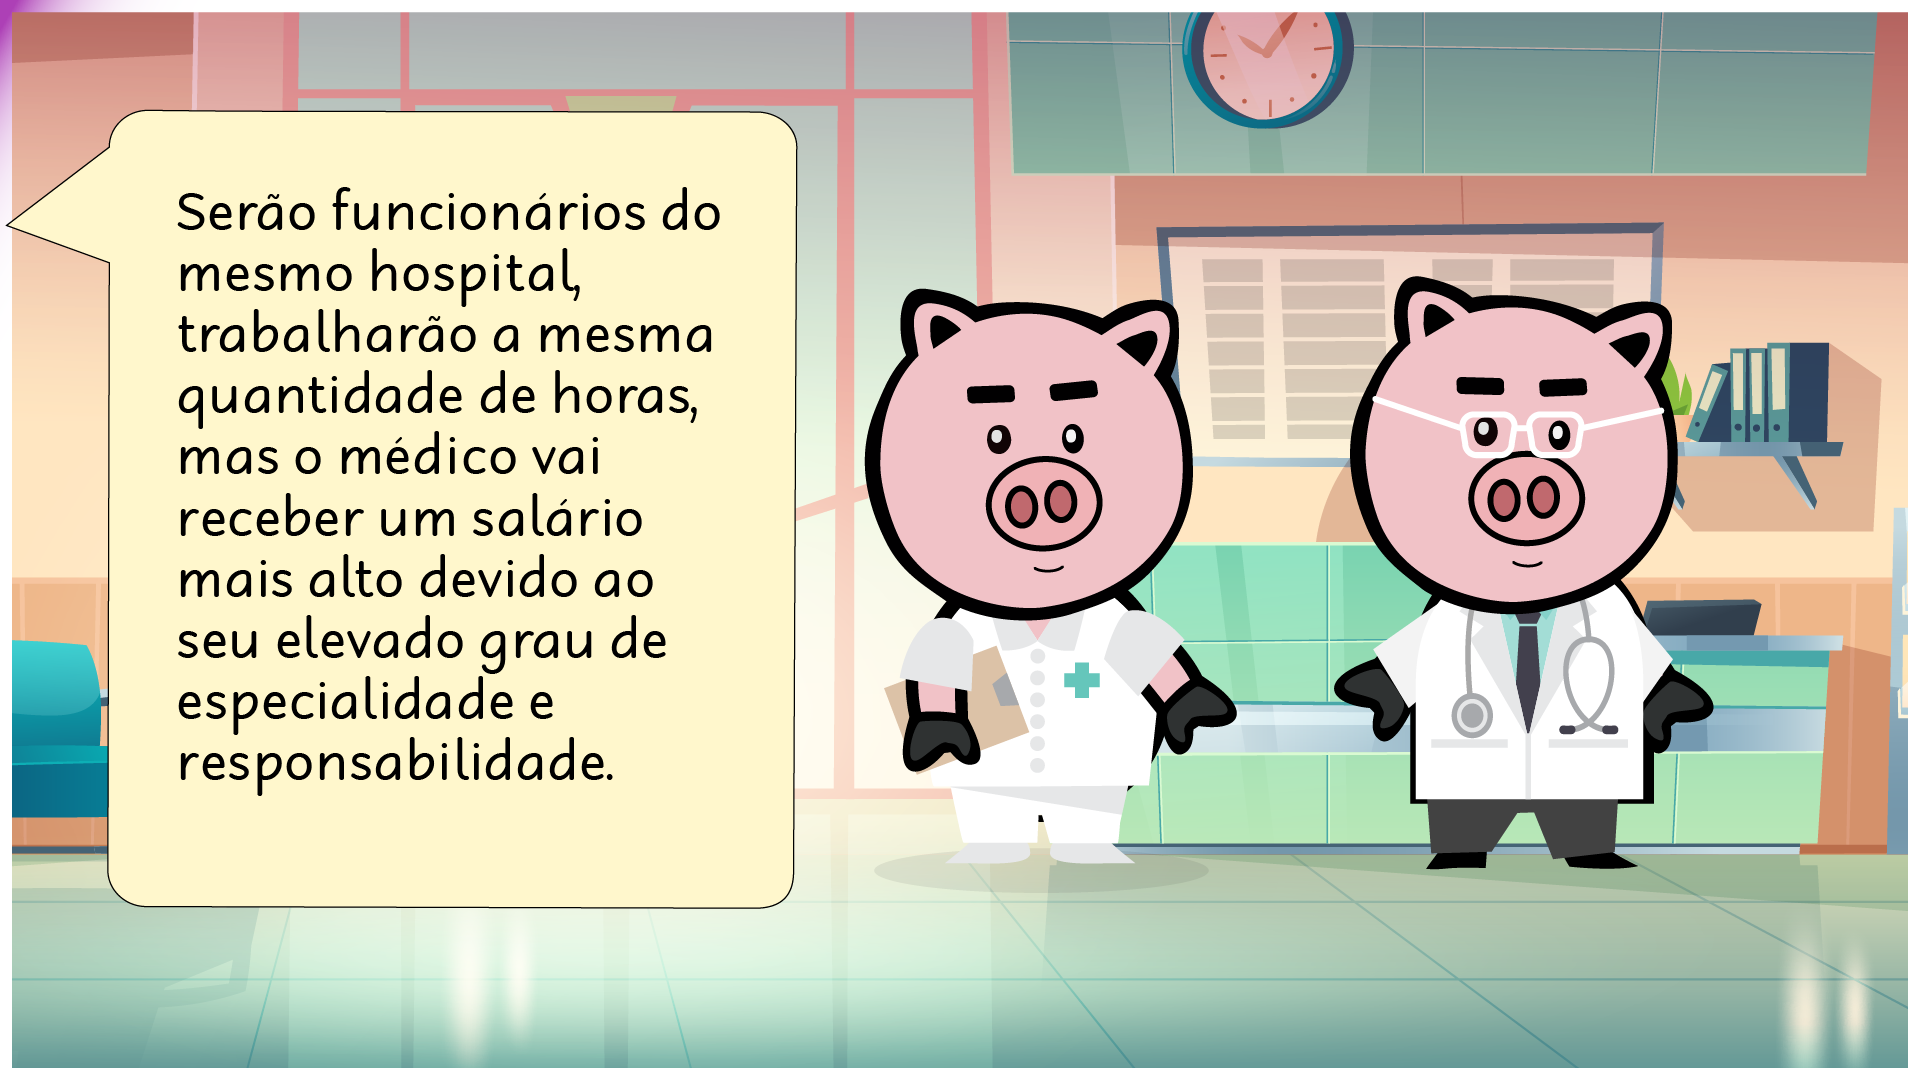 Serão funcionários do
mesmo hospital,
trabalharão a mesma
quantidade de horas,
mas o médico vai
receber um salário
mais alto devido ao
seu elevado grau de
especialidade e
responsabilidade.